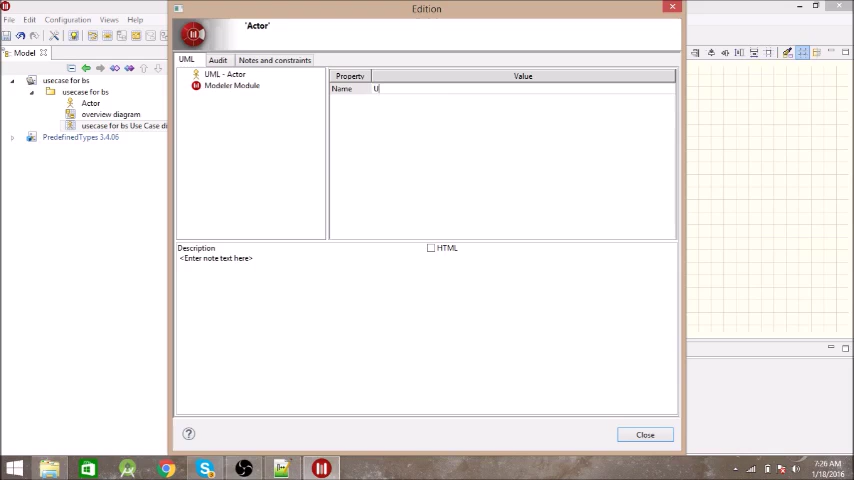 Edition
'Actor'
File Edit Configuration Views Help
Model
UML Audit Notes and constraints
usecase for bs
usecase for bs
Actor
overview diagram
usecase for bs Use Case di
PredefinedTypes 3.4.06
UML - Actor
Modeler Module
Property Value
Name U
Description HTML
<Enter note text here>
Close
7:26 AM
1/18/2016